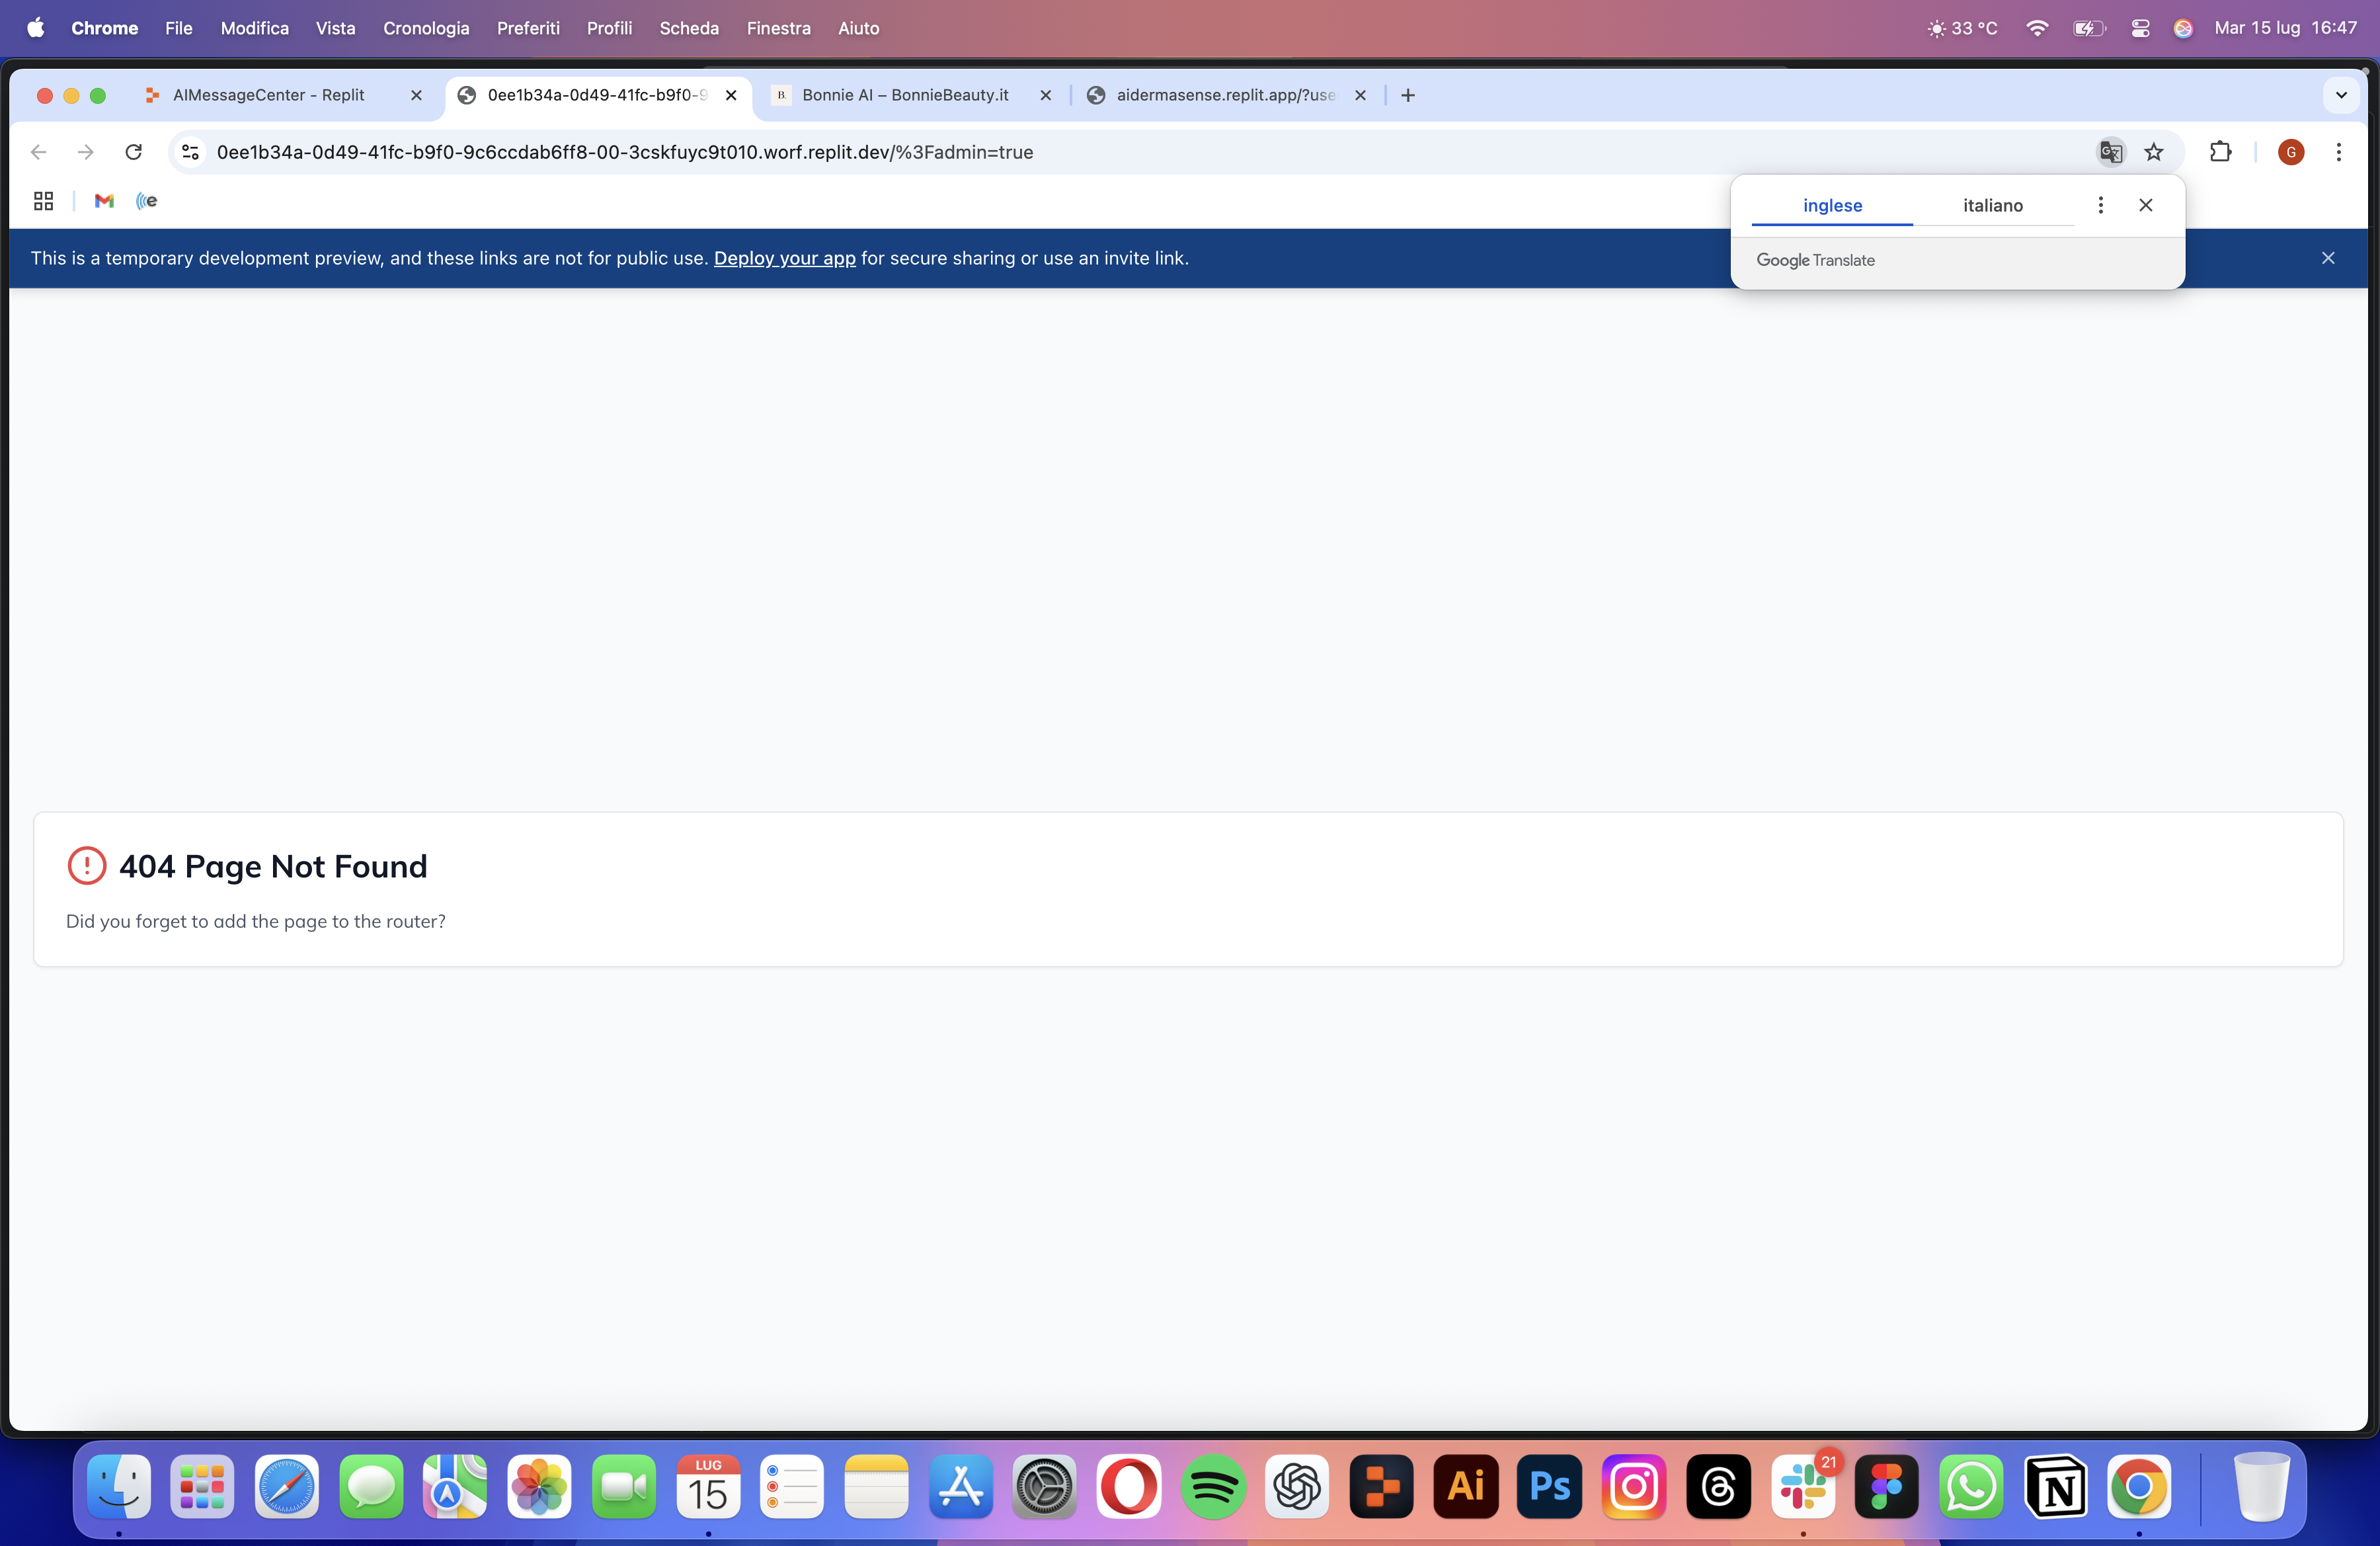 Chrome File Modifica Vista Cronologia Preferiti Profili Scheda Finestra Aiuto 33 °C Mar 15 lug 16:47
AIMessageCenter - Replit 0ee1b34a-0d49-41fc-b9f0-9 B. Bonnie AI – BonnieBeauty.it aidermasense.replit.app/?use
0ee1b34a-0d49-41fc-b9f0-9c6ccdab6ff8-00-3cskfuyc9t010.worf.replit.dev/%3Fadmin=true G
e
inglese italiano
Google Translate
This is a temporary development preview, and these links are not for public use. Deploy your app for secure sharing or use an invite link.
404 Page Not Found
Did you forget to add the page to the router?
LUG
15
Ai
Ps
21
N